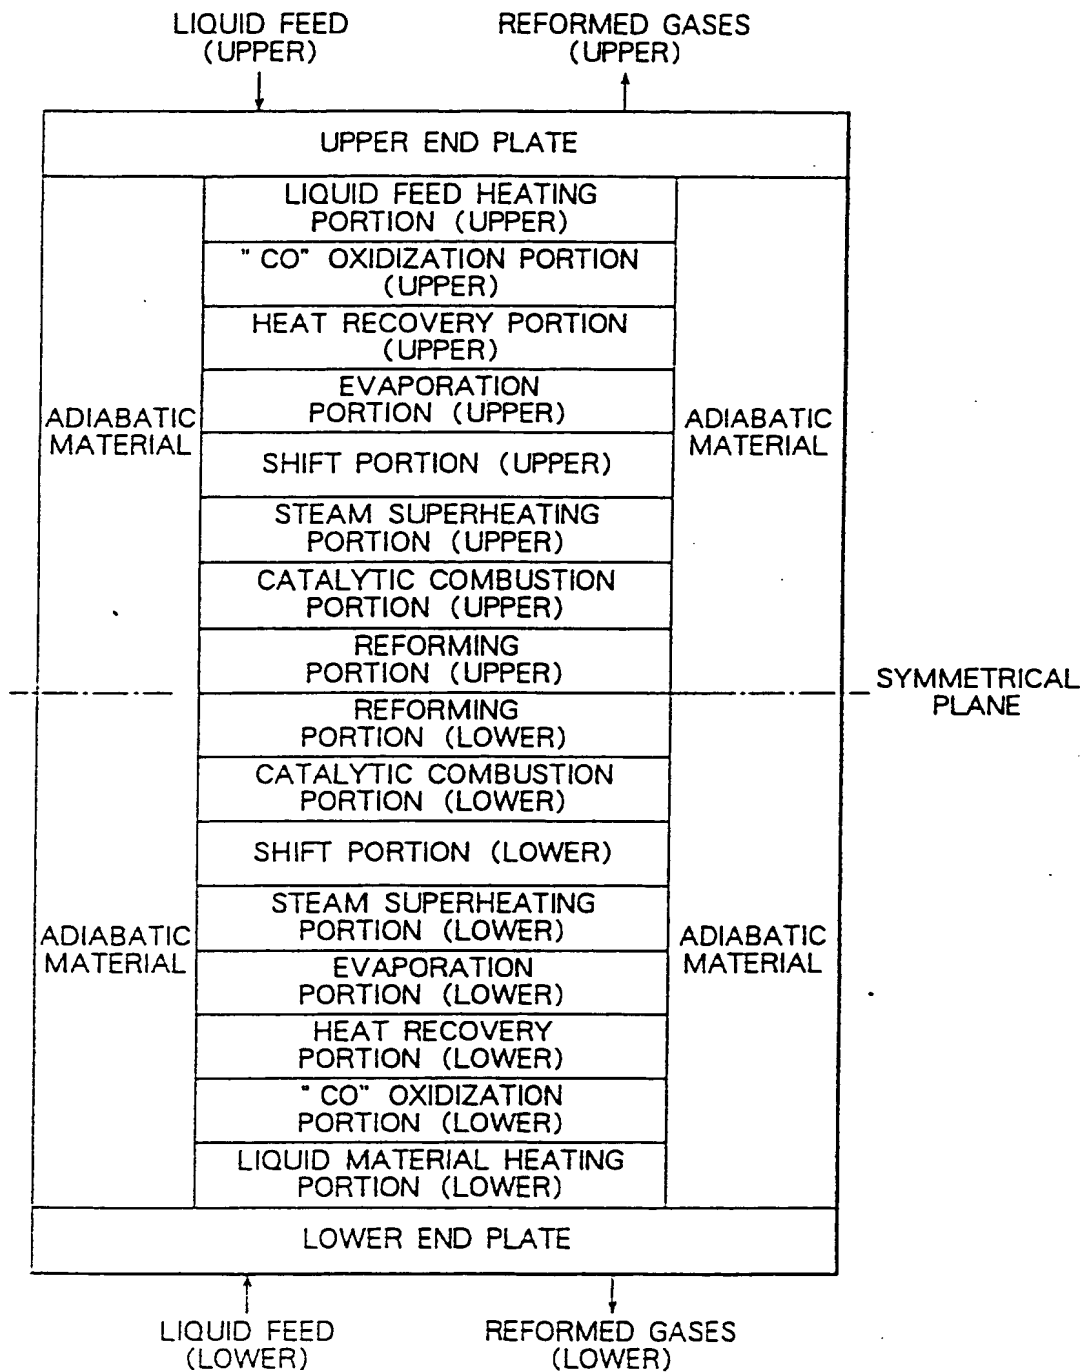 LIQUID FEED
(UPPER)
REFORMED GASES
(UPPER)
UPPER END PLATE
LIQUID FEED HEATING
PORTION (UPPER)
"CO" OXIDIZATION PORTION
(UPPER)
HEAT RECOVERY PORTION
(UPPER)
EVAPORATION
PORTION (UPPER)
ADIABATIC
MATERIAL
ADIABATIC
MATERIAL
SHIFT PORTION (UPPER)
STEAM SUPERHEATING
PORTION (UPPER)
CATALYTIC COMBUSTION
PORTION (UPPER)
REFORMING
PORTION (UPPER)
SYMMETRICAL
PLANE
REFORMING
PORTION (LOWER)
CATALYTIC COMBUSTION
PORTION (LOWER)
SHIFT PORTION (LOWER)
STEAM SUPERHEATING
PORTION (LOWER)
ADIABATIC
MATERIAL
ADIABATIC
MATERIAL
EVAPORATION
PORTION (LOWER)
HEAT RECOVERY
PORTION (LOWER)
"CO" OXIDIZATION
PORTION (LOWER)
LIQUID MATERIAL HEATING
PORTION (LOWER)
LOWER END PLATE
LIQUID FEED
(LOWER)
REFORMED GASES
(LOWER)